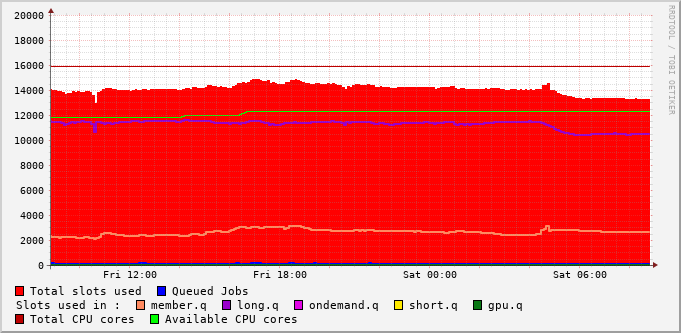 20000
18000
16000
14000
12000
10000
8000
6000
4000
2000
0
Fri 12:00 Fri 18:00 Sat 00:00 Sat 06:00
RRDTOOL / TOBI OETIKER
Total slots used Queued Jobs
Slots used in : member.q long.q ondemand.q short.q gpu.q
Total CPU cores Available CPU cores